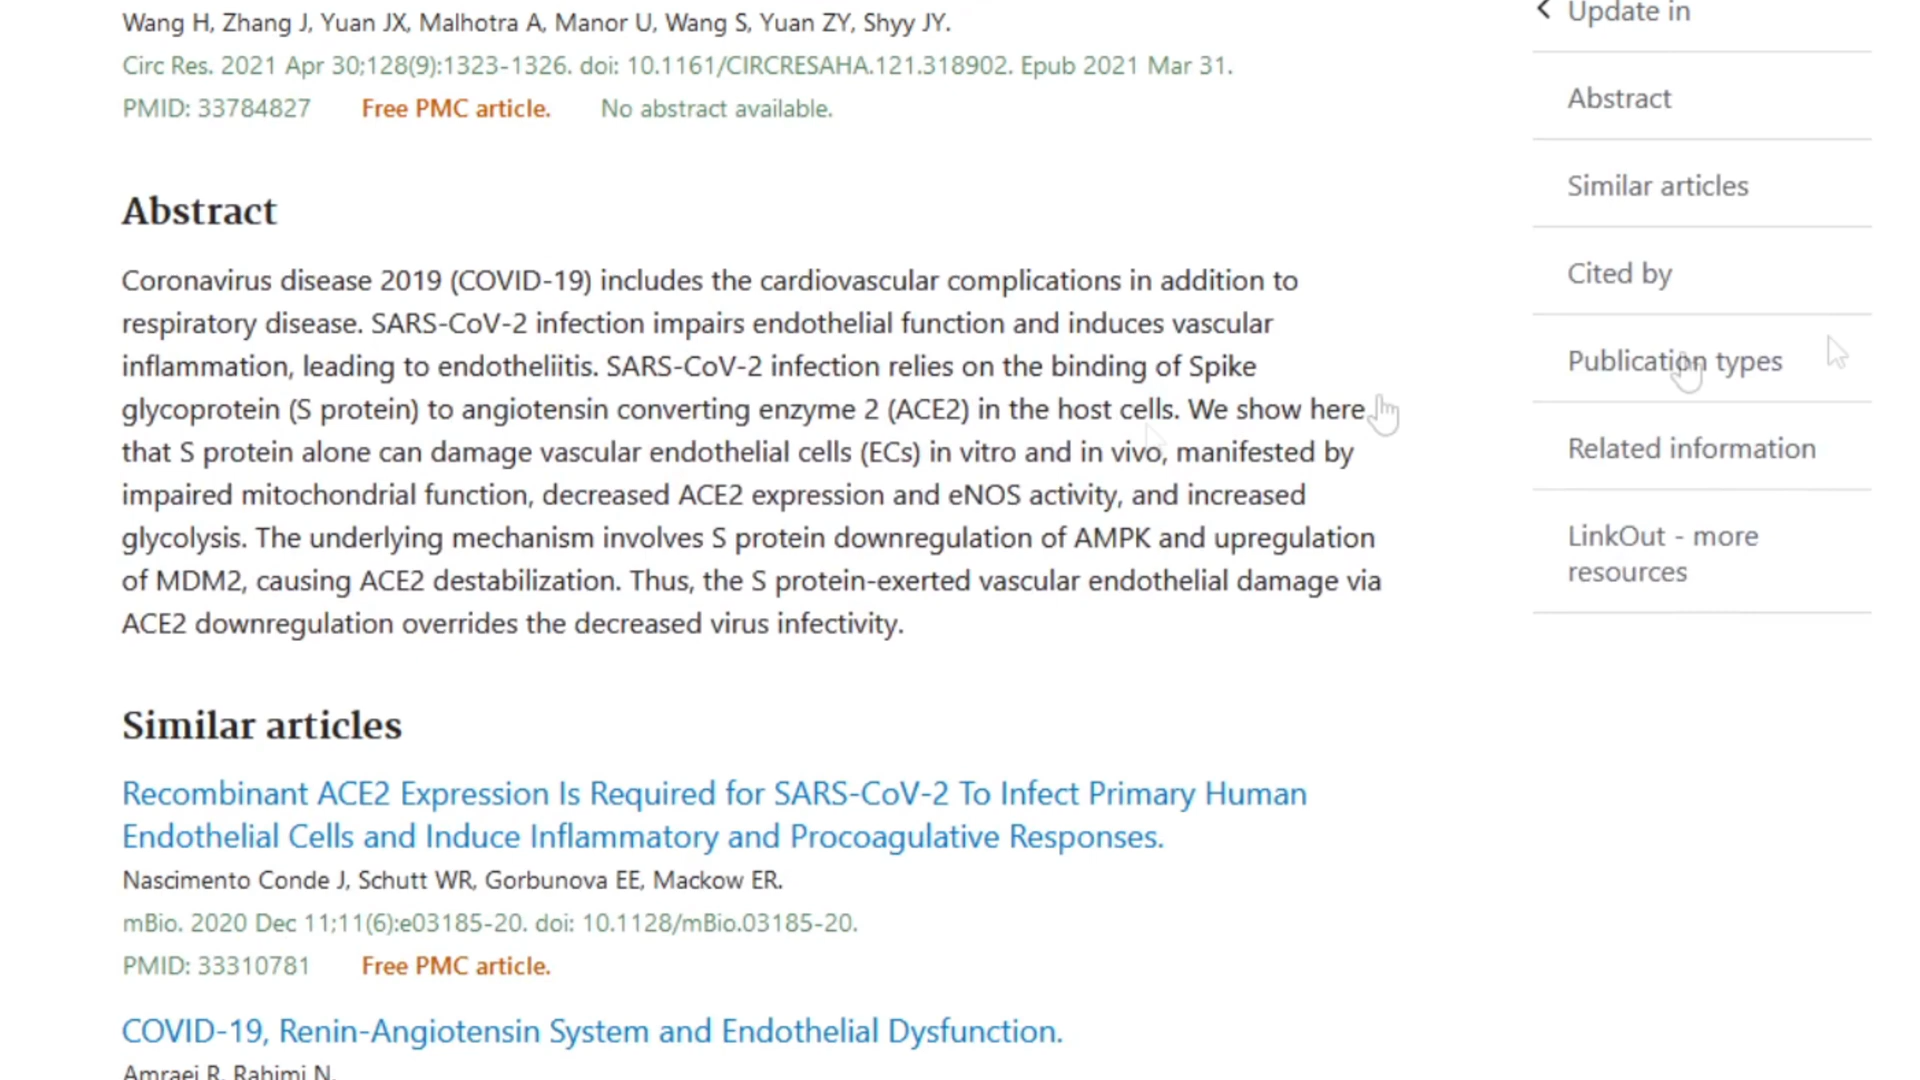 Wang H, Zhang J, Yuan JX, Malhotra A, Manor U, Wang S, Yuan ZY, Shyy JY.
Circ Res. 2021 Apr 30;128(9):1323-1326. doi: 10.1161/CIRCRESAHA.121.318902. Epub 2021 Mar 31.
PMID: 33784827 Free PMC article. No abstract available.
Abstract
Coronavirus disease 2019 (COVID-19) includes the cardiovascular complications in addition to
respiratory disease. SARS-CoV-2 infection impairs endothelial function and induces vascular
inflammation, leading to endotheliitis. SARS-CoV-2 infection relies on the binding of Spike
glycoprotein (S protein) to angiotensin converting enzyme 2 (ACE2) in the host cells. We show here
that S protein alone can damage vascular endothelial cells (ECs) in vitro and in vivo, manifested by
impaired mitochondrial function, decreased ACE2 expression and eNOS activity, and increased
glycolysis. The underlying mechanism involves S protein downregulation of AMPK and upregulation
of MDM2, causing ACE2 destabilization. Thus, the S protein-exerted vascular endothelial damage via
ACE2 downregulation overrides the decreased virus infectivity.
Similar articles
Recombinant ACE2 Expression Is Required for SARS-CoV-2 To Infect Primary Human
Endothelial Cells and Induce Inflammatory and Procoagulative Responses.
Nascimento Conde J, Schutt WR, Gorbunova EE, Mackow ER.
mBio. 2020 Dec 11;11(6):e03185-20. doi: 10.1128/mBio.03185-20.
PMID: 33310781 Free PMC article.
COVID-19, Renin-Angiotensin System and Endothelial Dysfunction.
Amraei R, Rahimi N.
Update in
Abstract
Similar articles
Cited by
Publication types
Related information
LinkOut - more
resources